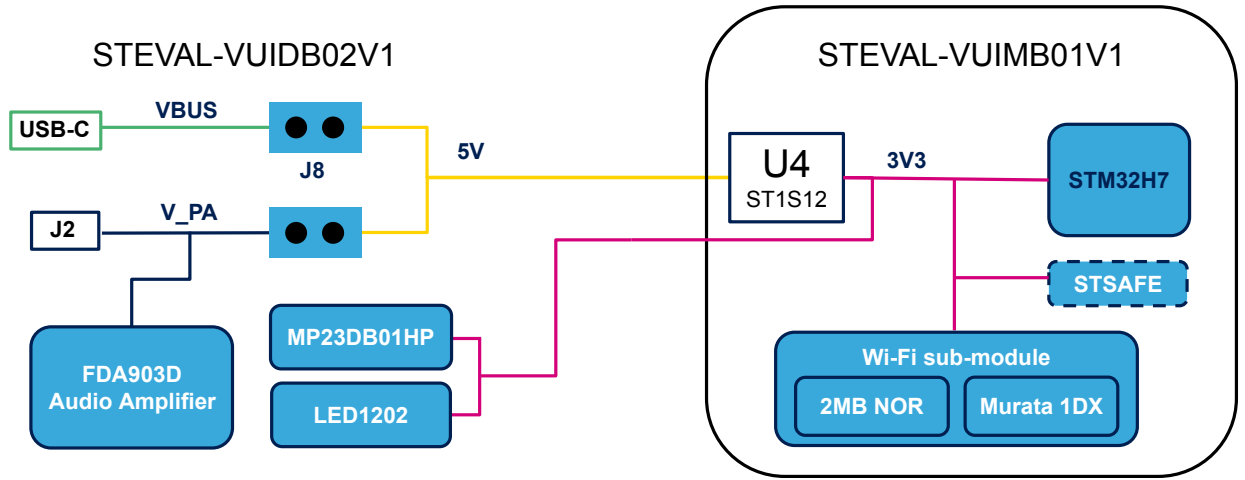 STEVAL-VUIDB02V1
STEVAL-VUIMB01V1
USB-C
VBUS
J8
5V
U4
ST1S12
3V3
STM32H7
J2
V_PA
STSAFE
MP23DB01HP
LED1202
FDA903D
Audio Amplifier
Wi-Fi sub-module
2MB NOR
Murata 1DX